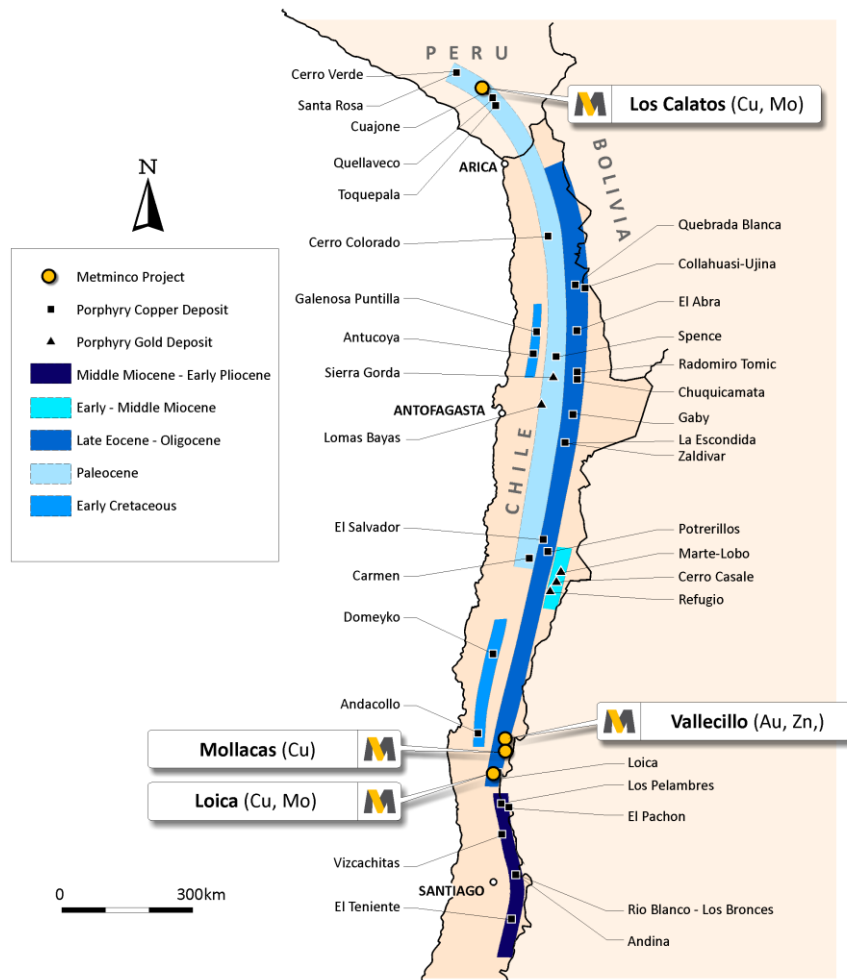 PERU
Cerro Verde
Santa Rosa
Cuajone
Quellaveco
Toquepala
Los Calatos (Cu, Mo)
ARICA
BOLIVIA
N
Cerro Colorado
Quebrada Blanca
Collahuasi-Ujina
Galenosa Puntilla
El Abra
Antucoya
Spence
Sierra Gorda
Radomiro Tomic
Chuquicamata
ANTOFAGASTA
Lomas Bayas
Gaby
CHILE
La Escondida
Zaldivar
Metminco Project
Porphyry Copper Deposit
Porphyry Gold Deposit
Middle Miocene - Early Pliocene
Early - Middle Miocene
Late Eocene - Oligocene
Paleocene
Early Cretaceous
El Salvador
Potrerillos
Marte-Lobo
Carmen
Cerro Casale
Refugio
Domeyko
Andacollo
Vallecillo (Au, Zn,)
Mollacas (Cu)
Loica
Loica (Cu, Mo)
Los Pelambres
El Pachon
Vizcachitas
SANTIAGO
0 300km
El Teniente
Rio Blanco - Los Bronces
Andina